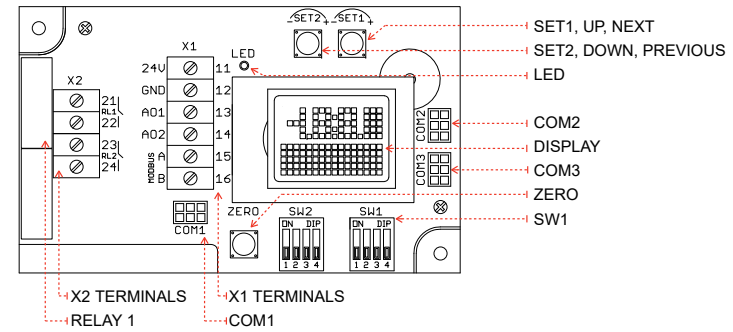 -SET2+ -SET1+
SET1, UP, NEXT
SET2, DOWN, PREVIOUS
LED
COM2
DISPLAY
COM3
ZERO
SW1
X1
LED
24V 11
GND 12
AO1 13
AO2 14
MODBUS A 15
B 16
X2
21
RL1
22
23
RL2
24
COM2
COM3
COM1
ZERO
SW2
ON DIP
1 2 3 4
SW1
ON DIP
1 2 3 4
X2 TERMINALS
X1 TERMINALS
RELAY 1
COM1